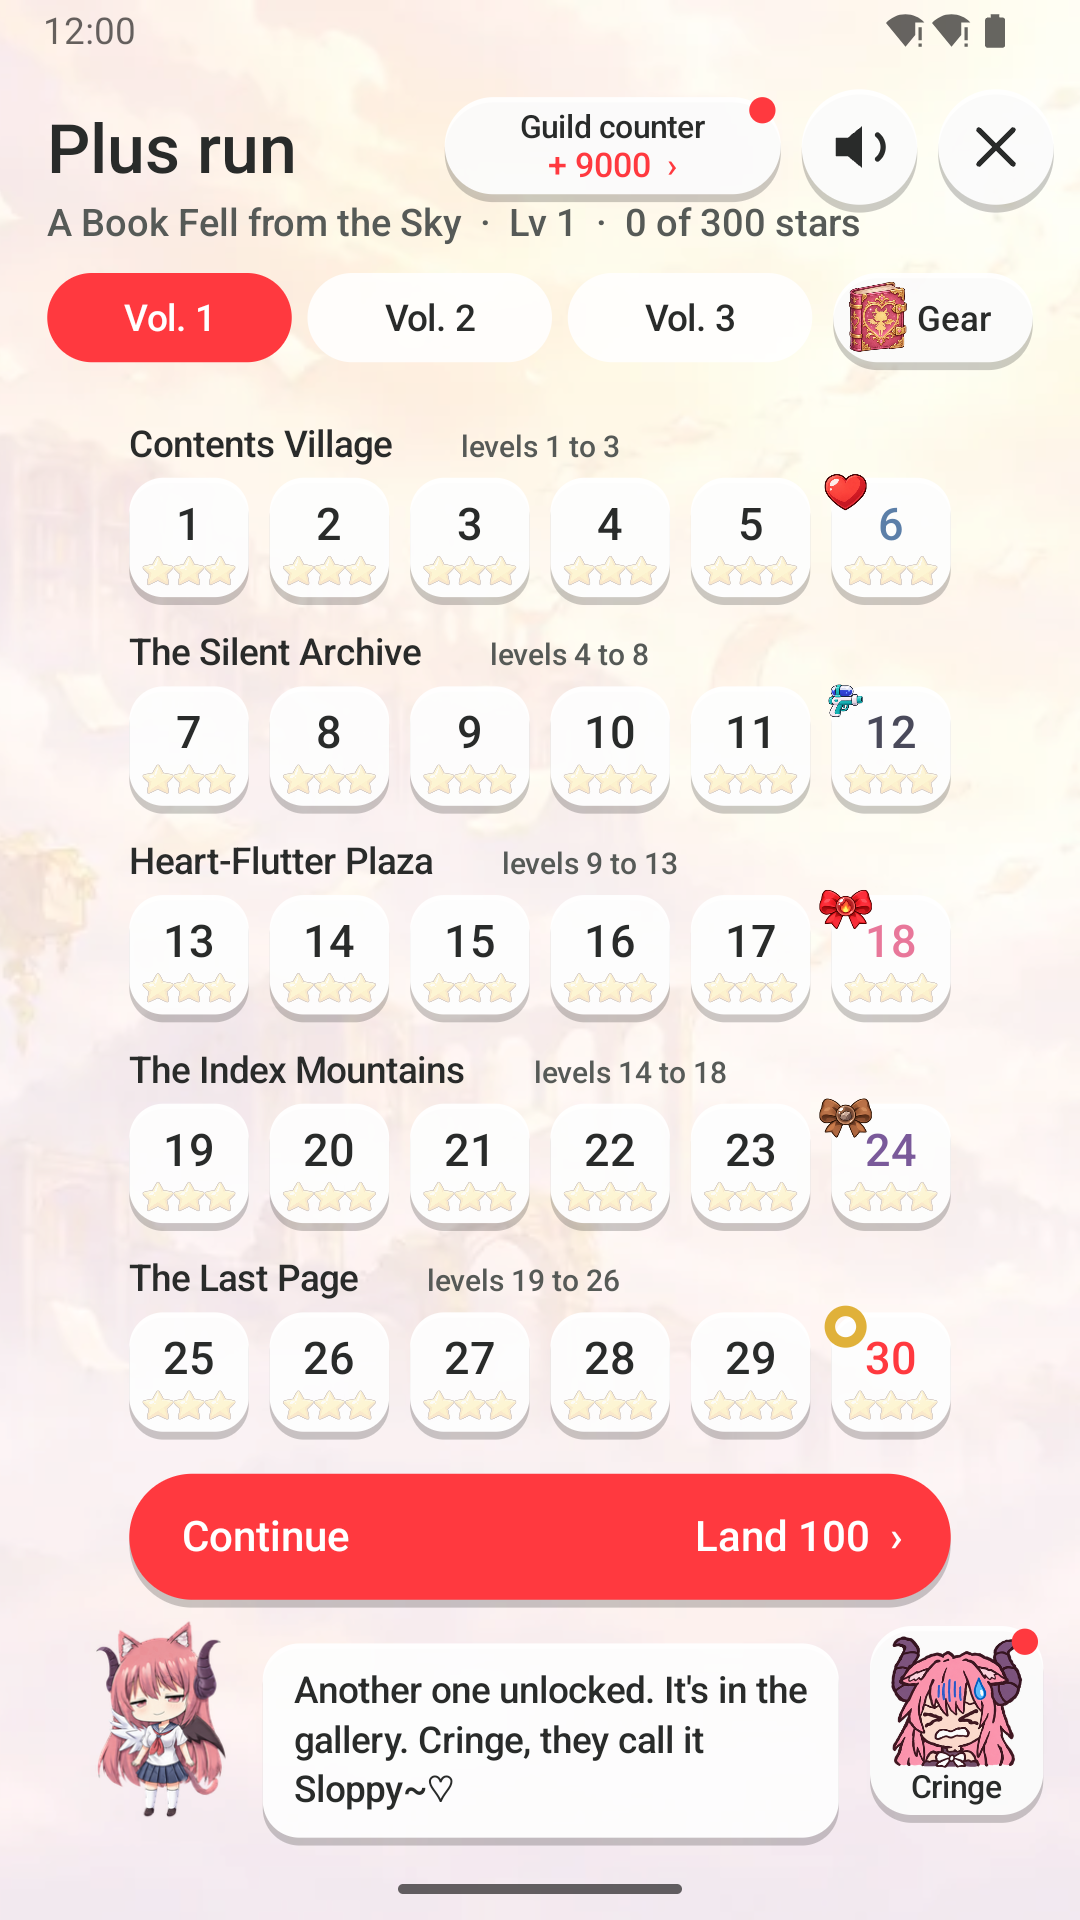 12:00
Plus run
Guild counter
+ 9000 ›
A Book Fell from the Sky · Lv 1 · 0 of 300 stars
Vol. 1
Vol. 2
Vol. 3
Gear
Contents Village levels 1 to 3
1 2 3 4 5 6
The Silent Archive levels 4 to 8
7 8 9 10 11 12
Heart-Flutter Plaza levels 9 to 13
13 14 15 16 17 18
The Index Mountains levels 14 to 18
19 20 21 22 23 24
The Last Page levels 19 to 26
25 26 27 28 29 30
Continue Land 100 ›
Another one unlocked. It's in the
gallery. Cringe, they call it
Sloppy~♡
Cringe